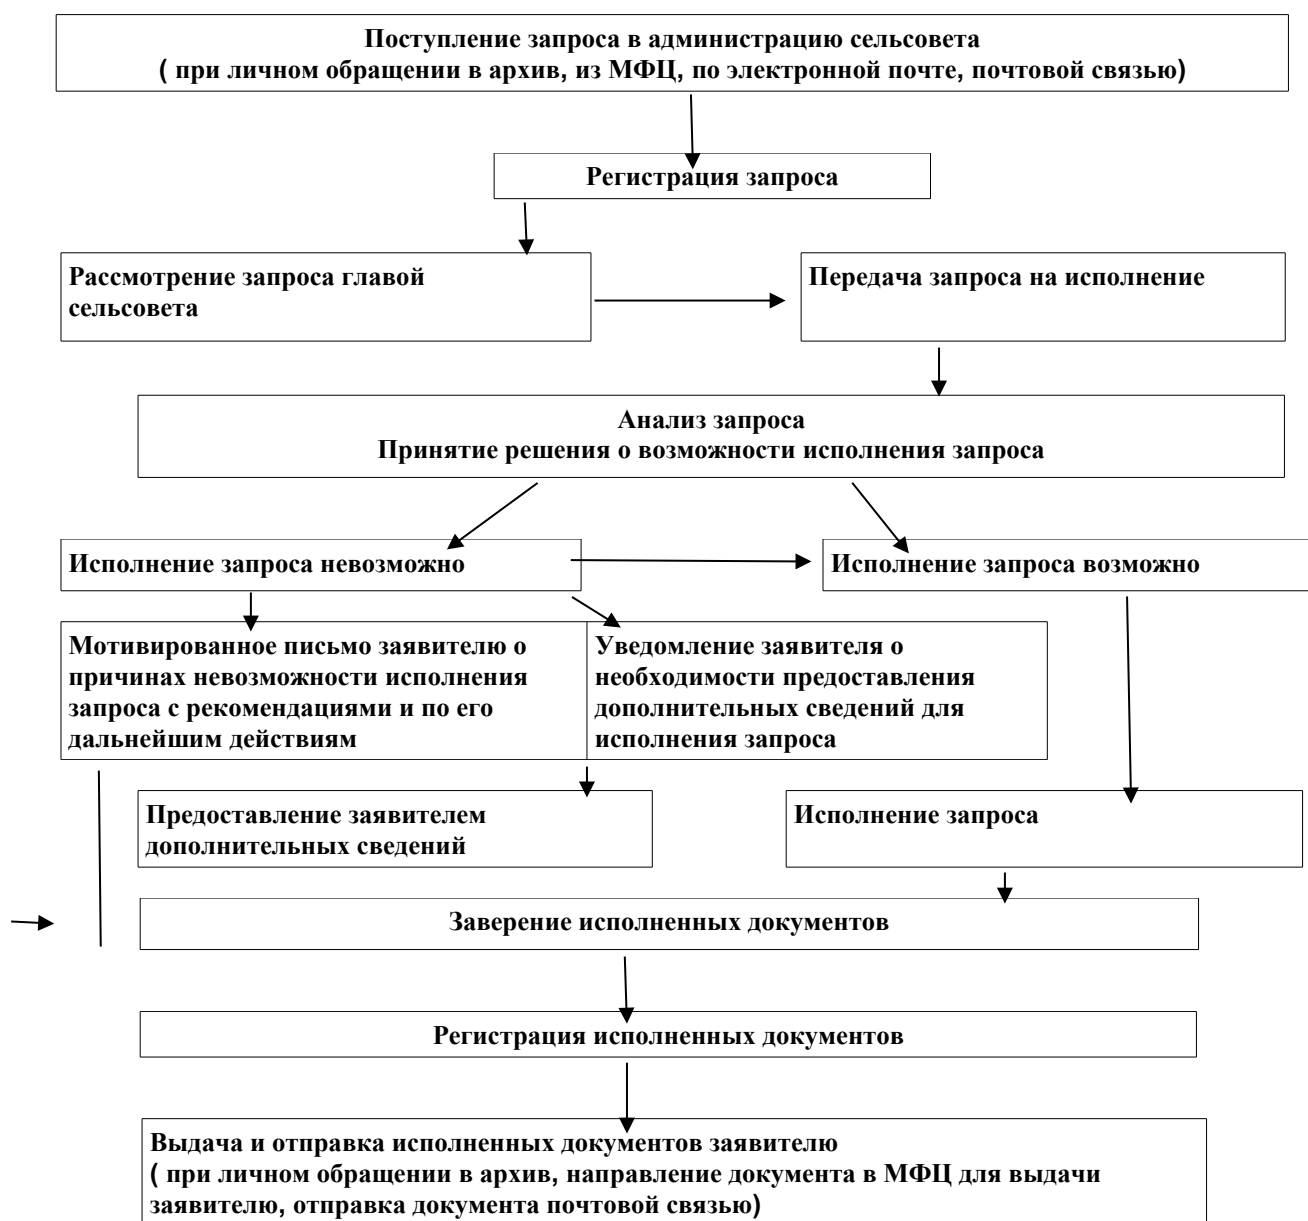 Поступление запроса в администрацию сельсовета
( при личном обращении в архив, из МФЦ, по электронной почте, почтовой связью)
Регистрация запроса
Рассмотрение запроса главой
сельсовета
Передача запроса на исполнение
Анализ запроса
Принятие решения о возможности исполнения запроса
Исполнение запроса невозможно
Исполнение запроса возможно
Мотивированное письмо заявителю о
причинах невозможности исполнения
запроса с рекомендациями и по его
дальнейшим действиям
Уведомление заявителя о
необходимости предоставления
дополнительных сведений для
исполнения запроса
Предоставление заявителем
дополнительных сведений
Исполнение запроса
Заверение исполненных документов
Регистрация исполненных документов
Выдача и отправка исполненных документов заявителю
( при личном обращении в архив, направление документа в МФЦ для выдачи
заявителю, отправка документа почтовой связью)